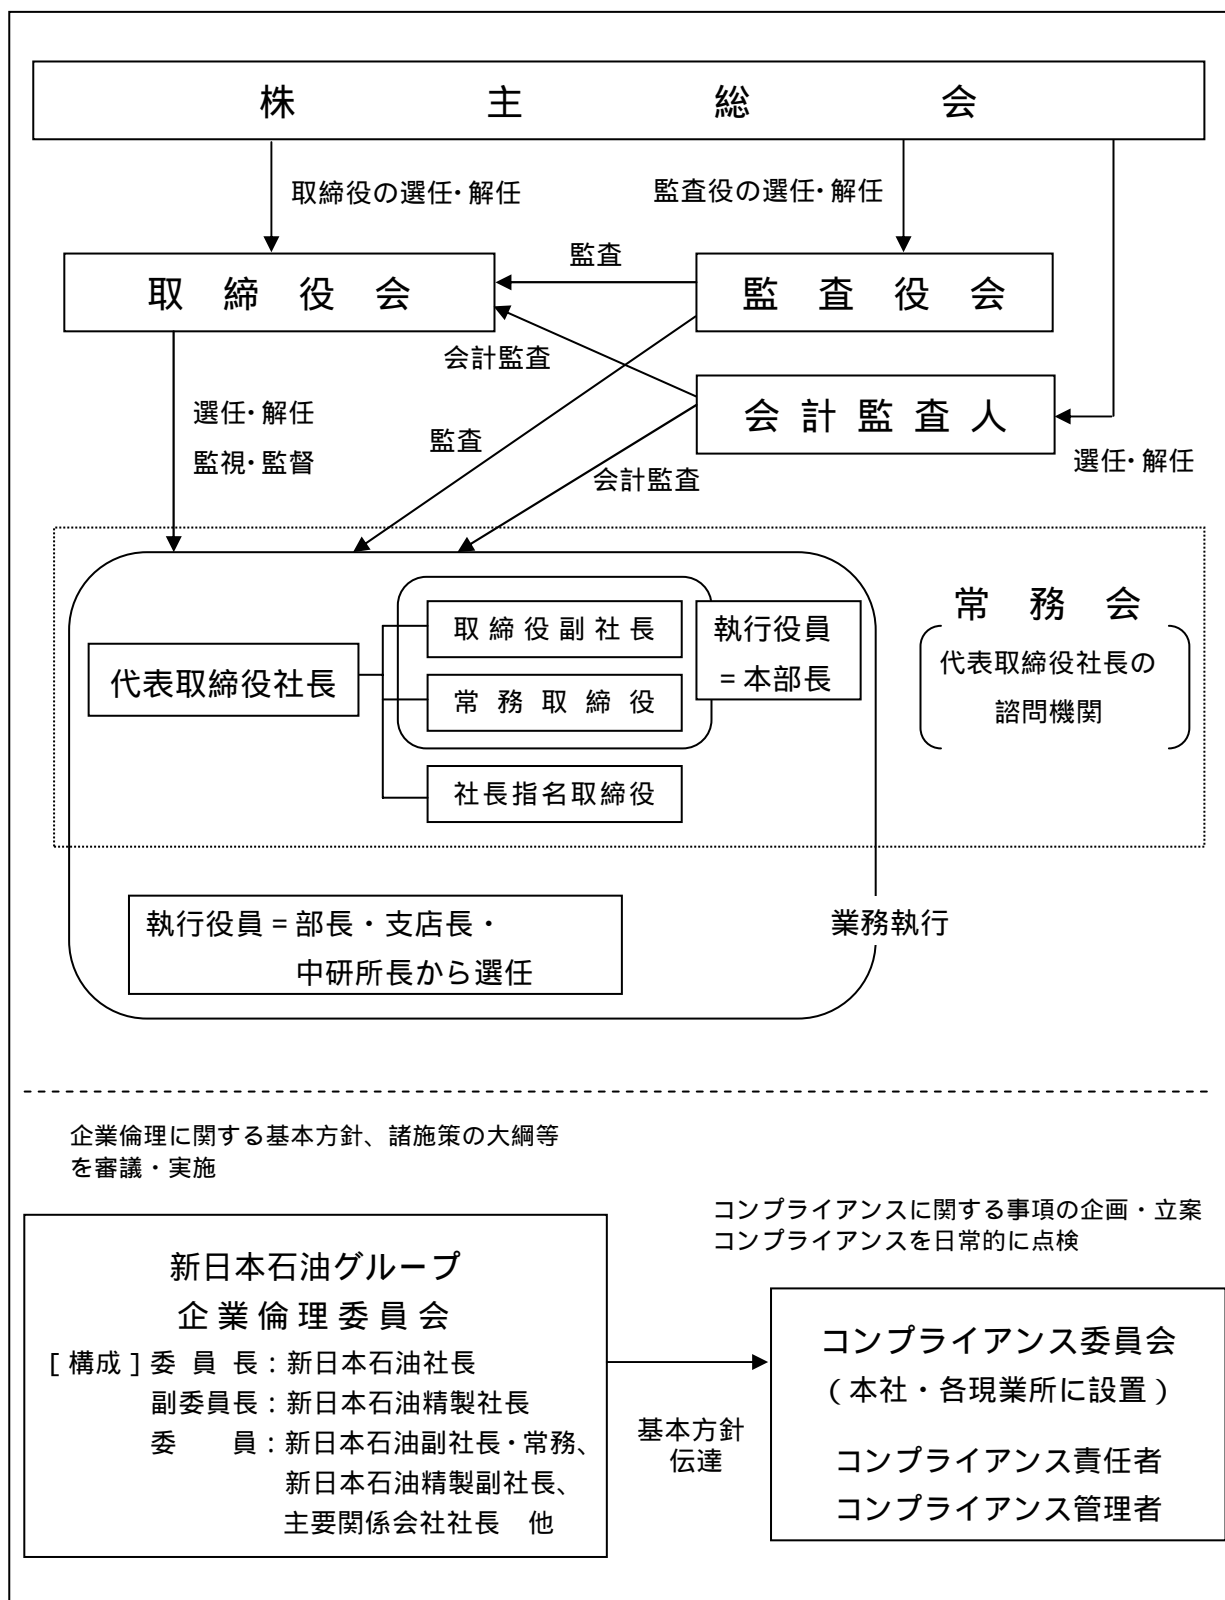 株主総会
取締役の選任・解任
監査役の選任・解任
監査
取締役会
監査役会
会計監査
会計監査人
選任・解任
監視・監督
監査
会計監査
選任・解任
常務会
代表取締役社長の
諮問機関
取締役副社長
執行役員
=本部長
代表取締役社長
常務取締役
社長指名取締役
執行役員=部長・支店長・
中研所長から選任
業務執行
企業倫理に関する基本方針、諸施策の大綱等
を審議・実施
コンプライアンスに関する事項の企画・立案
コンプライアンスを日常的に点検
新日本石油グループ
企業倫理委員会
[構成]委員長:新日本石油社長
副委員長:新日本石油精製社長
委　員:新日本石油副社長・常務、
新日本石油精製副社長、
主要関係会社社長　他
基本方針
伝達
コンプライアンス委員会
(本社・各現業所に設置)
コンプライアンス責任者
コンプライアンス管理者